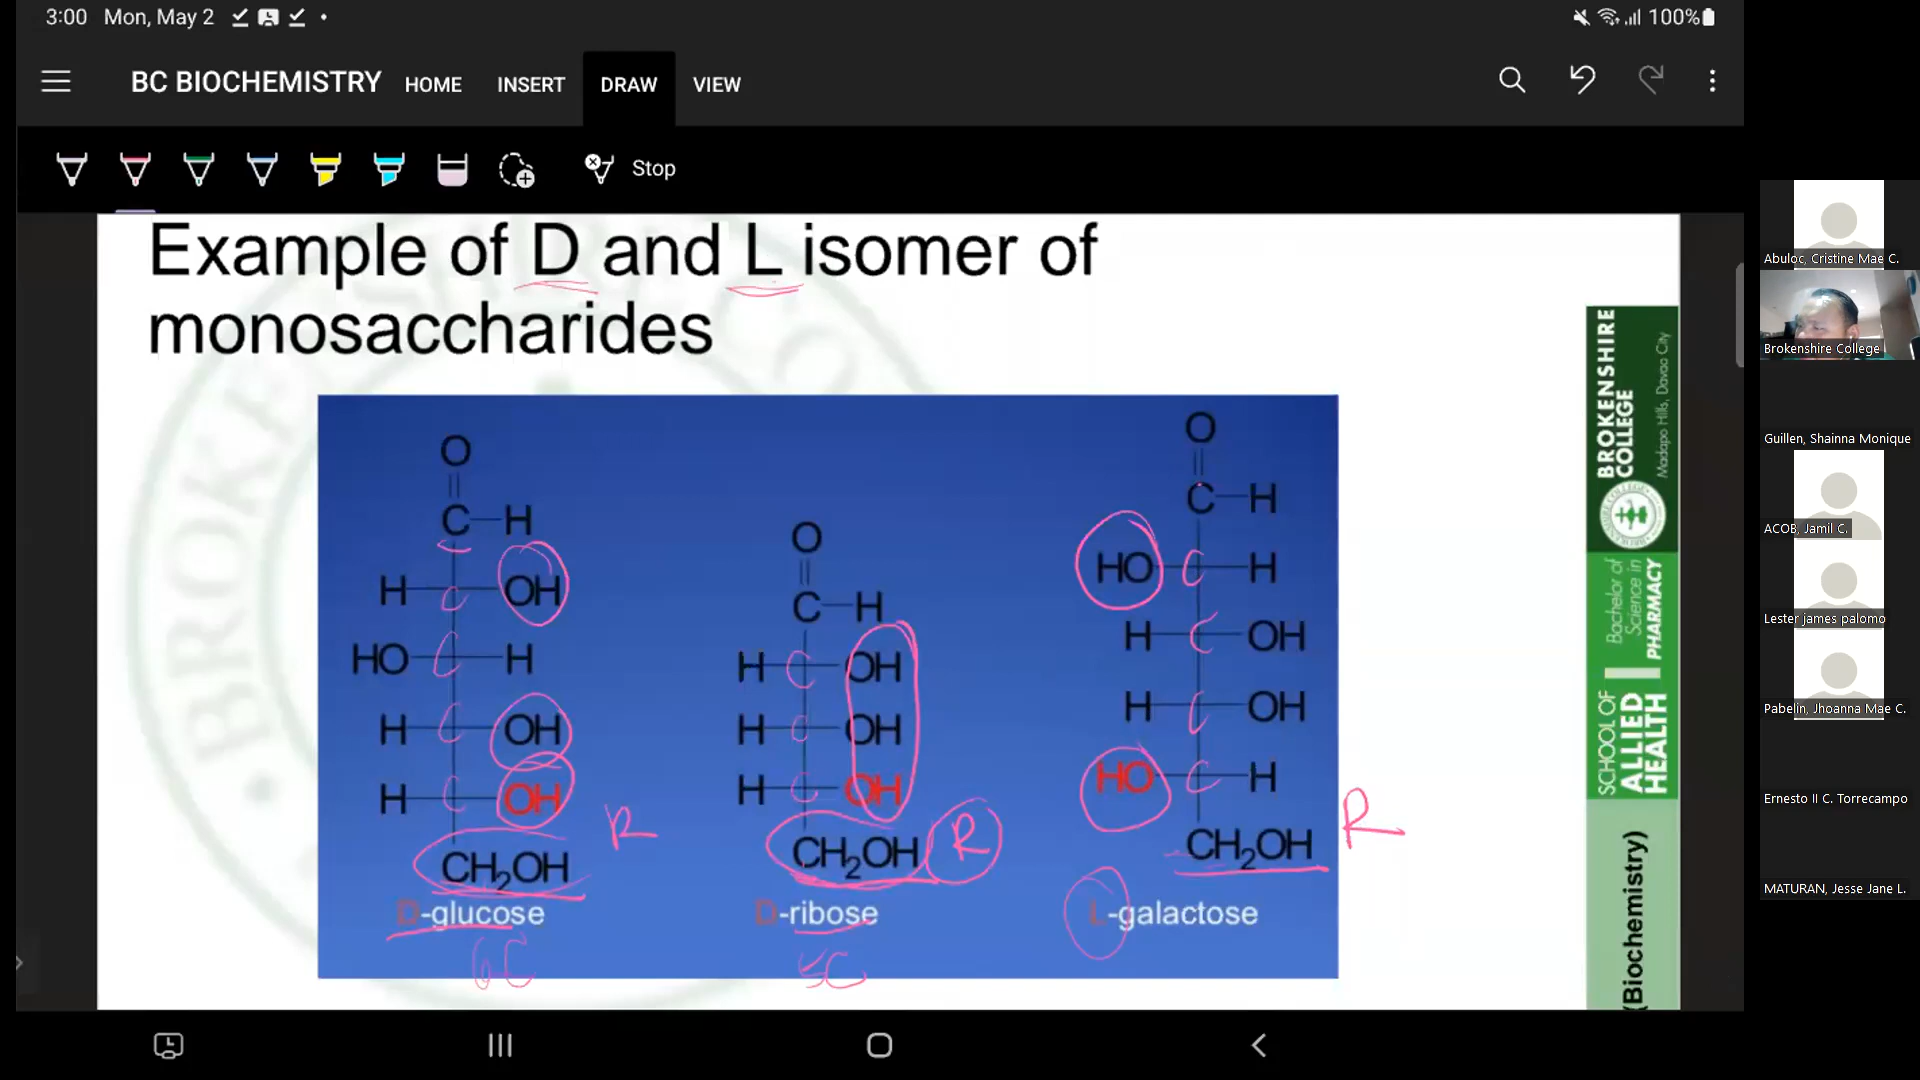 3:00 Mon, May 2
100%
BC BIOCHEMISTRY HOME INSERT DRAW VIEW
Stop
Example of D and L isomer of
monosaccharides
O
C H
H C OH
HO C H
H C OH
H C OH
CH2OH R
D-glucose
6C
O
C H
H C OH
H C OH
H C OH
CH2OH R
D-ribose
5C
O
C H
HO C H
H C OH
H C OH
HO C H
CH2OH R
L-galactose
BROKENSHIRE
COLLEGE
Madapo Hills, Davao City
SCHOOL OF
ALLIED
HEALTH
Bachelor of
Science in
PHARMACY
(Biochemistry)
BROKENS
Abuloc, Cristine Mae C.
Brokenshire College
Guillen, Shainna Monique
ACOB, Jamil C.
Lester james palomo
Pabelin, Jhoanna Mae C.
Ernesto II C. Torrecampo
MATURAN, Jesse Jane L.